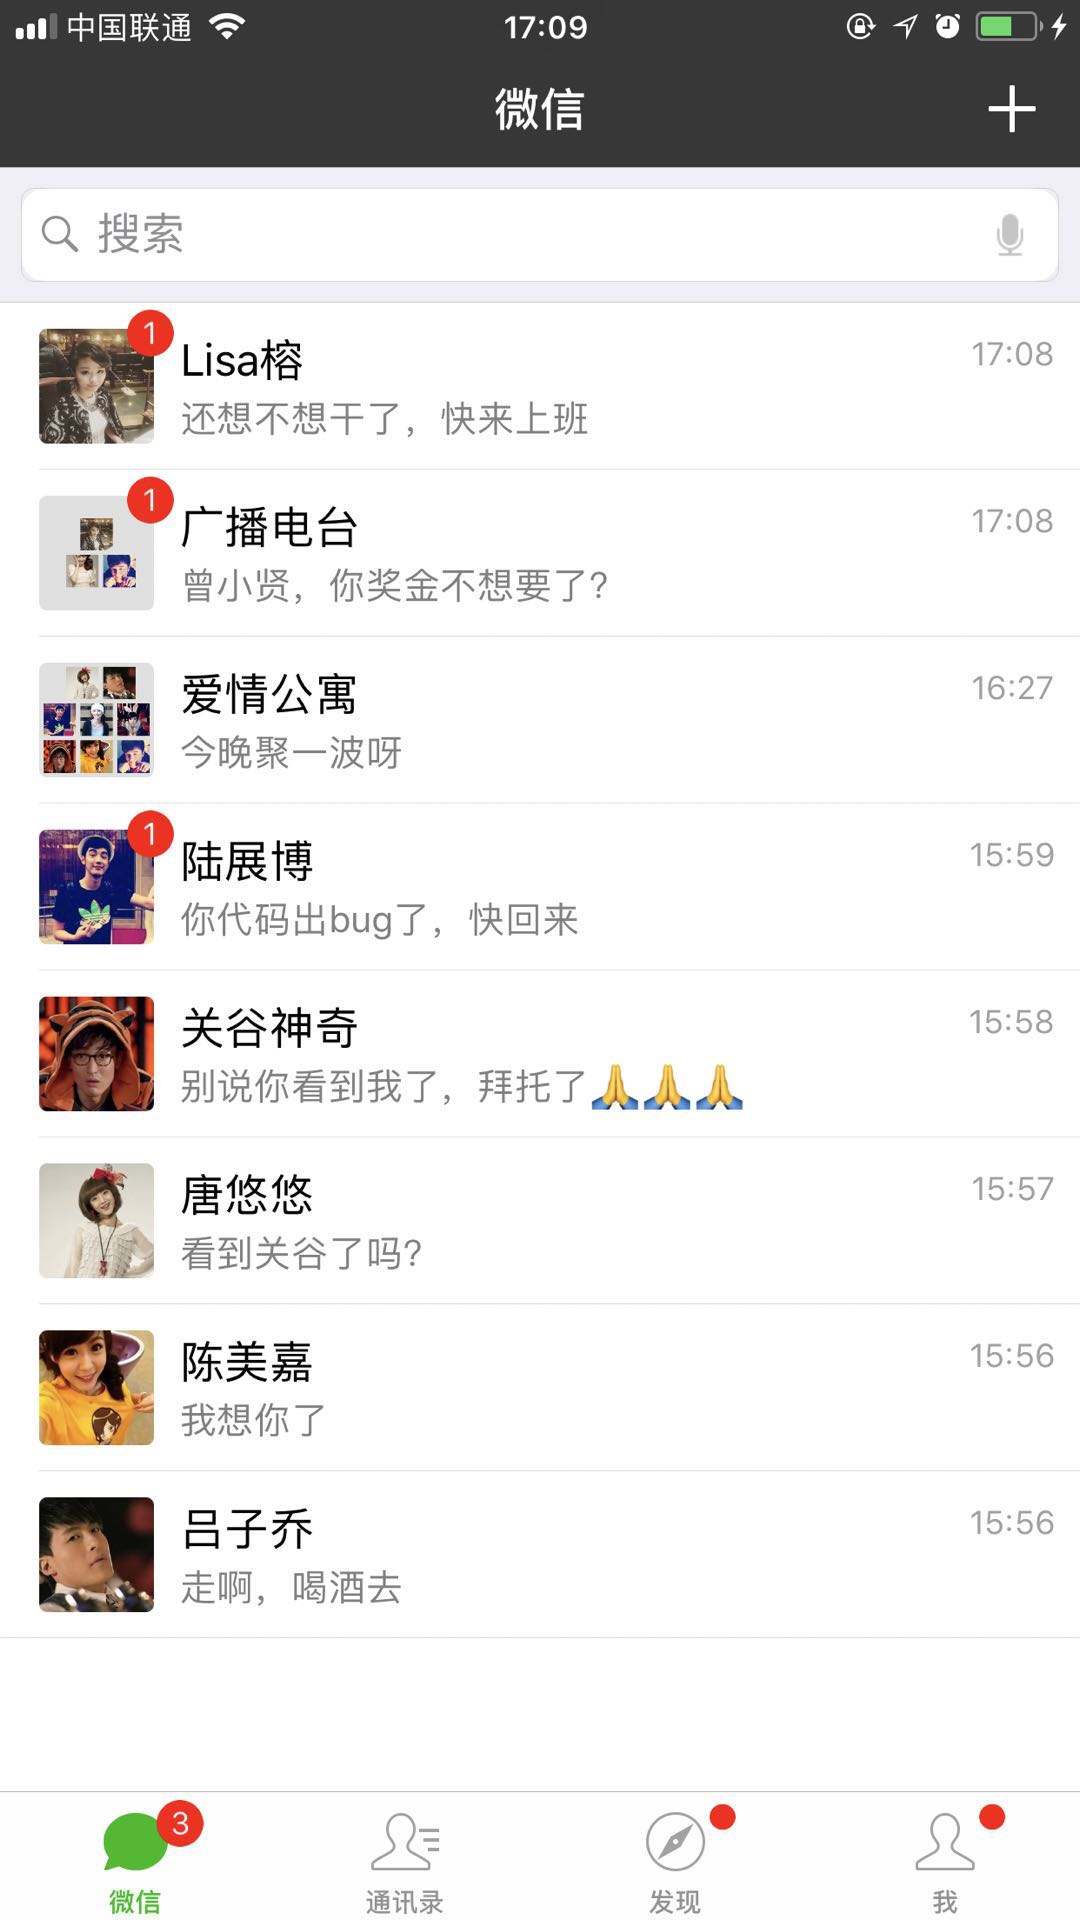 中国联通 17:09
微信
搜索
1
Lisa榕 17:08
还想不想干了，快来上班
1
广播电台 17:08
曾小贤，你奖金不想要了?
爱情公寓 16:27
今晚聚一波呀
1
陆展博 15:59
你代码出bug了，快回来
关谷神奇 15:58
别说你看到我了，拜托了🙏🙏🙏
唐悠悠 15:57
看到关谷了吗?
陈美嘉 15:56
我想你了
吕子乔 15:56
走啊，喝酒去
3
微信 通讯录 发现 我